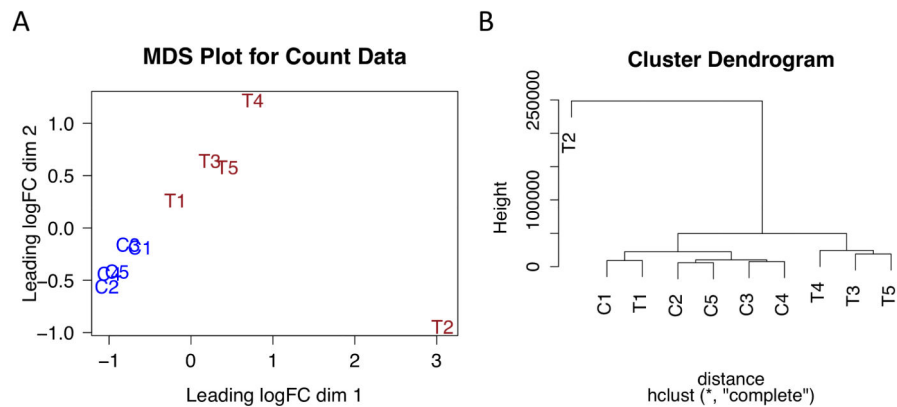 A
MDS Plot for Count Data
Leading logFC dim 2
1.0
0.5
0.0
−0.5
−1.0
T4
T3
T5
T1
C3
C1
C4
C5
C2
T2
−1
0
1
2
3
Leading logFC dim 1
B
Cluster Dendrogram
Height
250000
100000
0
T2
C1
T1
C2
C5
C3
C4
T4
T3
T5
distance
hclust (*, "complete")